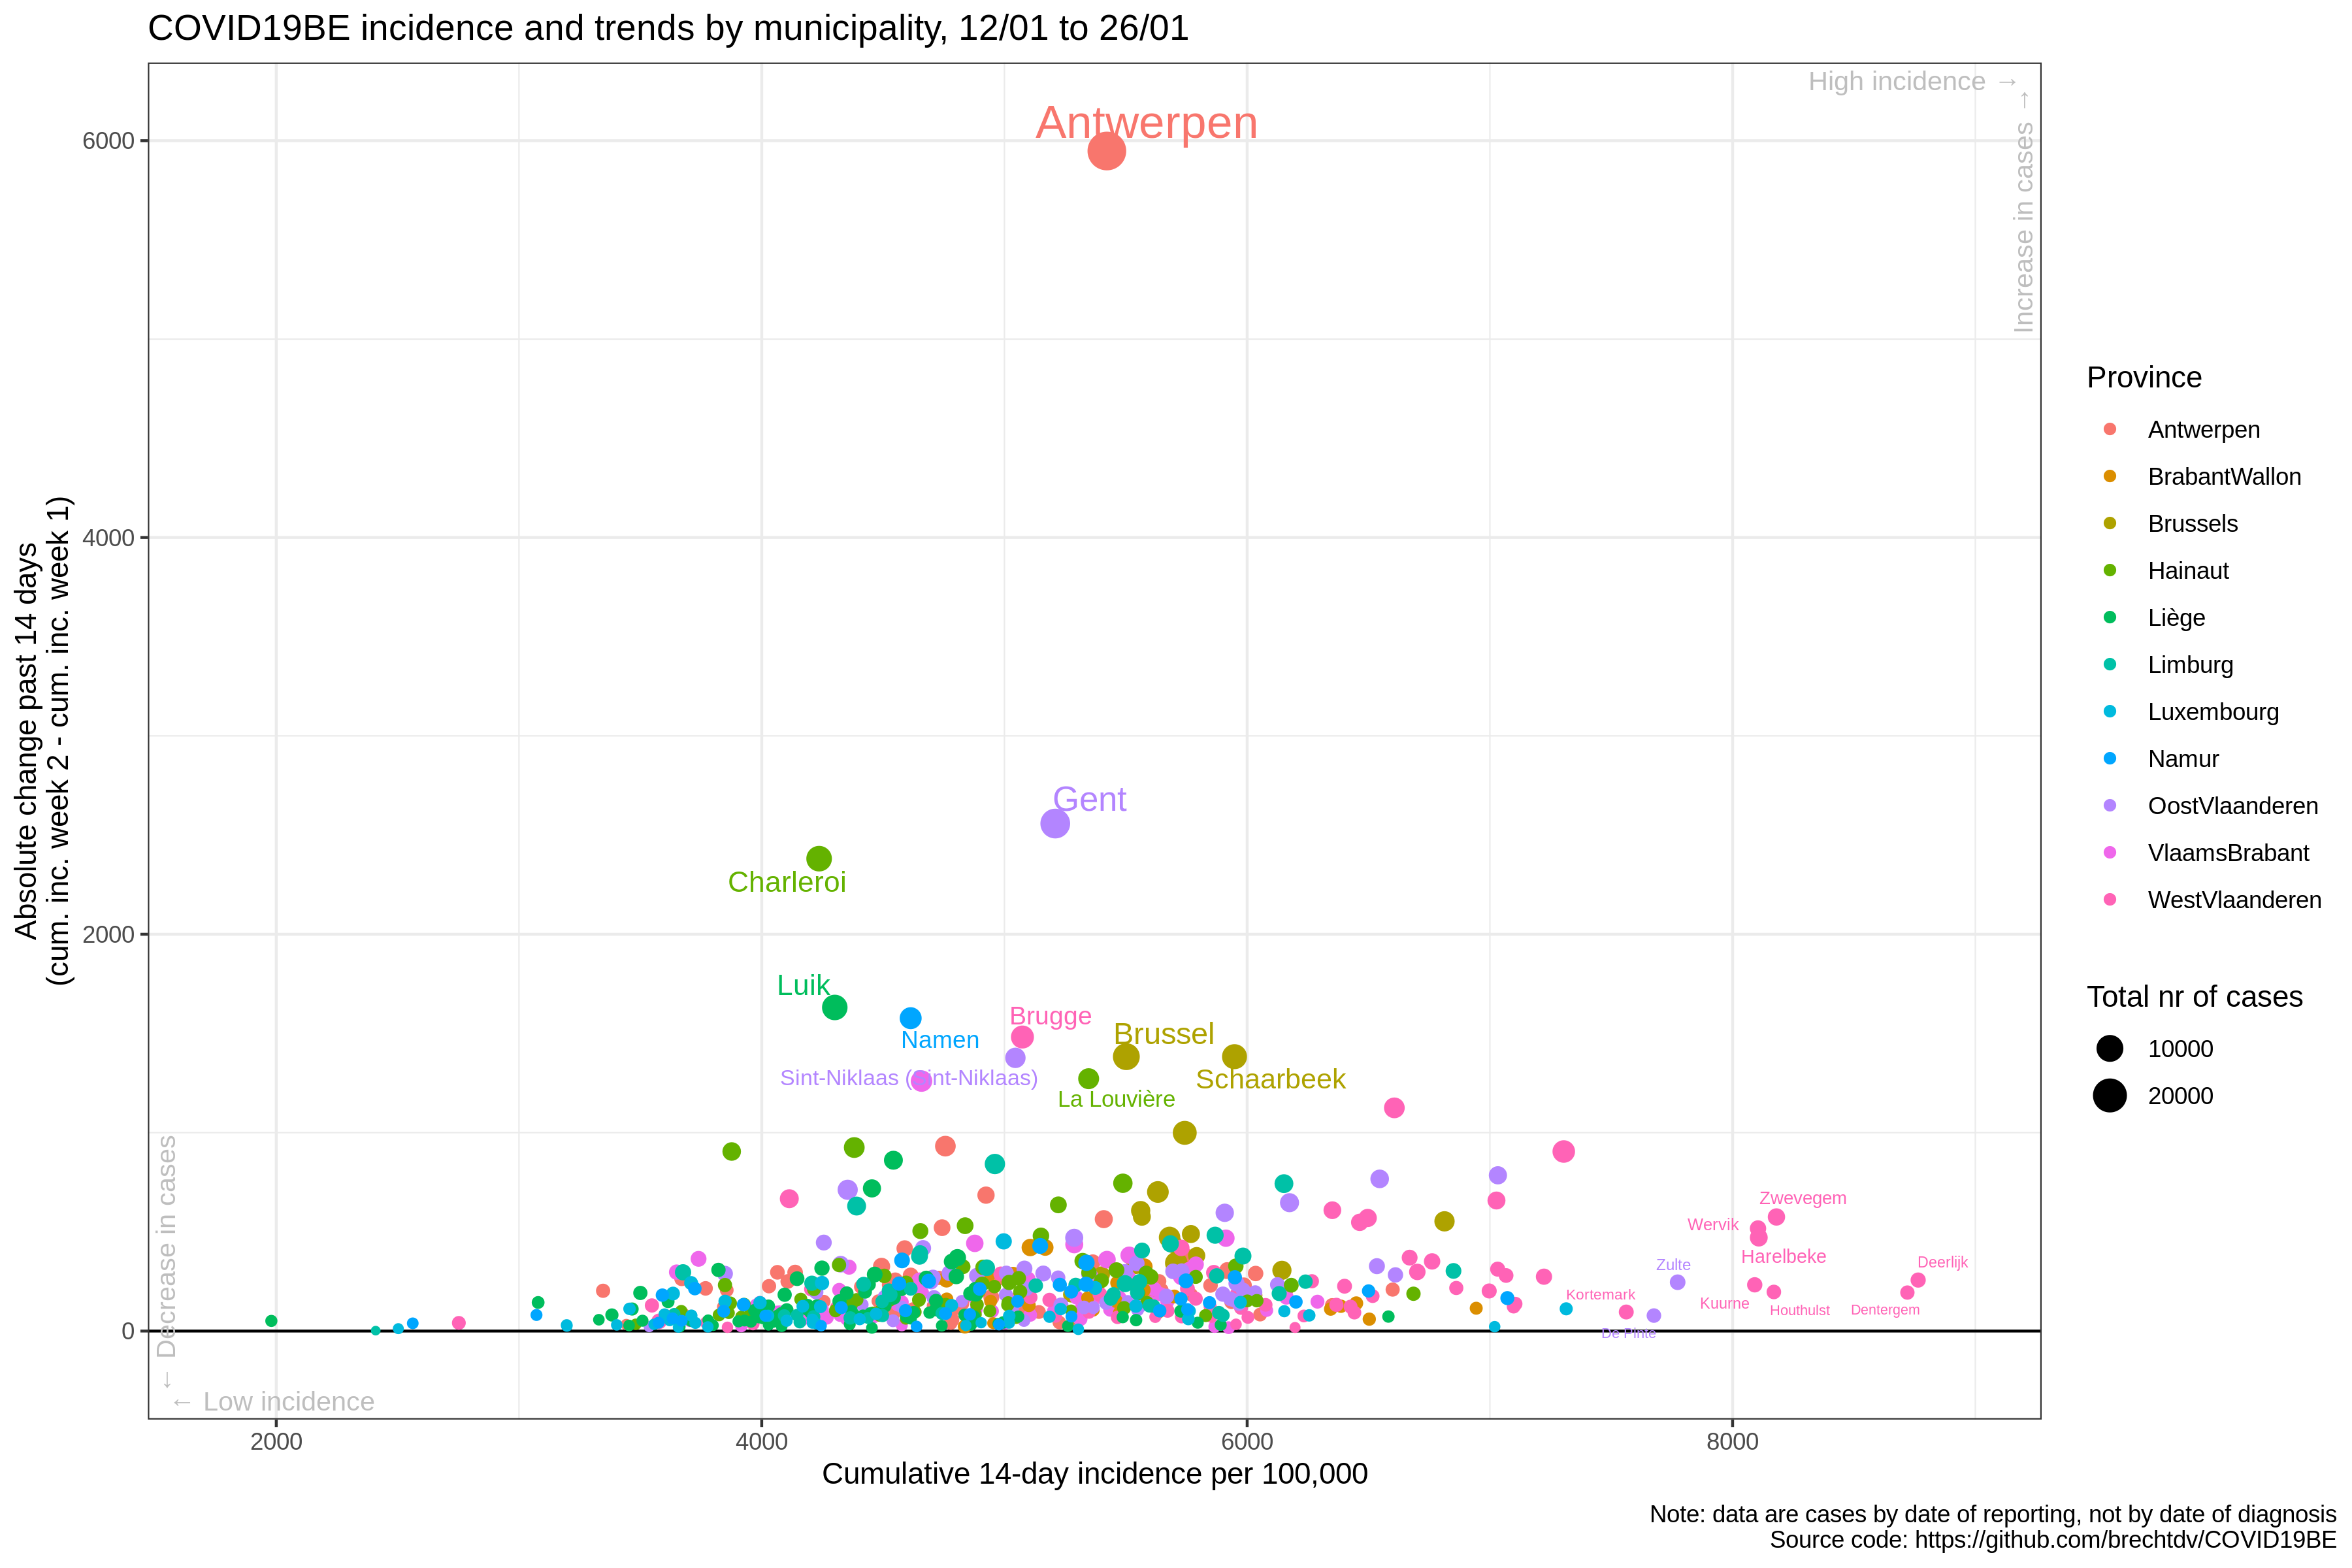 COVID19BE incidence and trends by municipality, 12/01 to 26/01
High incidence →
Increase in cases →
Antwerpen
6000
4000
2000
0
Absolute change past 14 days
(cum. inc. week 2 - cum. inc. week 1)
Gent
Charleroi
Luik
Namen
Brugge
Brussel
Sint-Niklaas (Sint-Niklaas)
Schaarbeek
La Louvière
Zwevegem
Wervik
Harelbeke
Zulte
Deerlijk
Kortemark
Kuurne
Houthulst
Dentergem
De Pinte
← Decrease in cases
← Low incidence
2000
4000
6000
8000
Cumulative 14-day incidence per 100,000
Province
Antwerpen
BrabantWallon
Brussels
Hainaut
Liège
Limburg
Luxembourg
Namur
OostVlaanderen
VlaamsBrabant
WestVlaanderen
Total nr of cases
10000
20000
Note: data are cases by date of reporting, not by date of diagnosis
Source code: https://github.com/brechtdv/COVID19BE